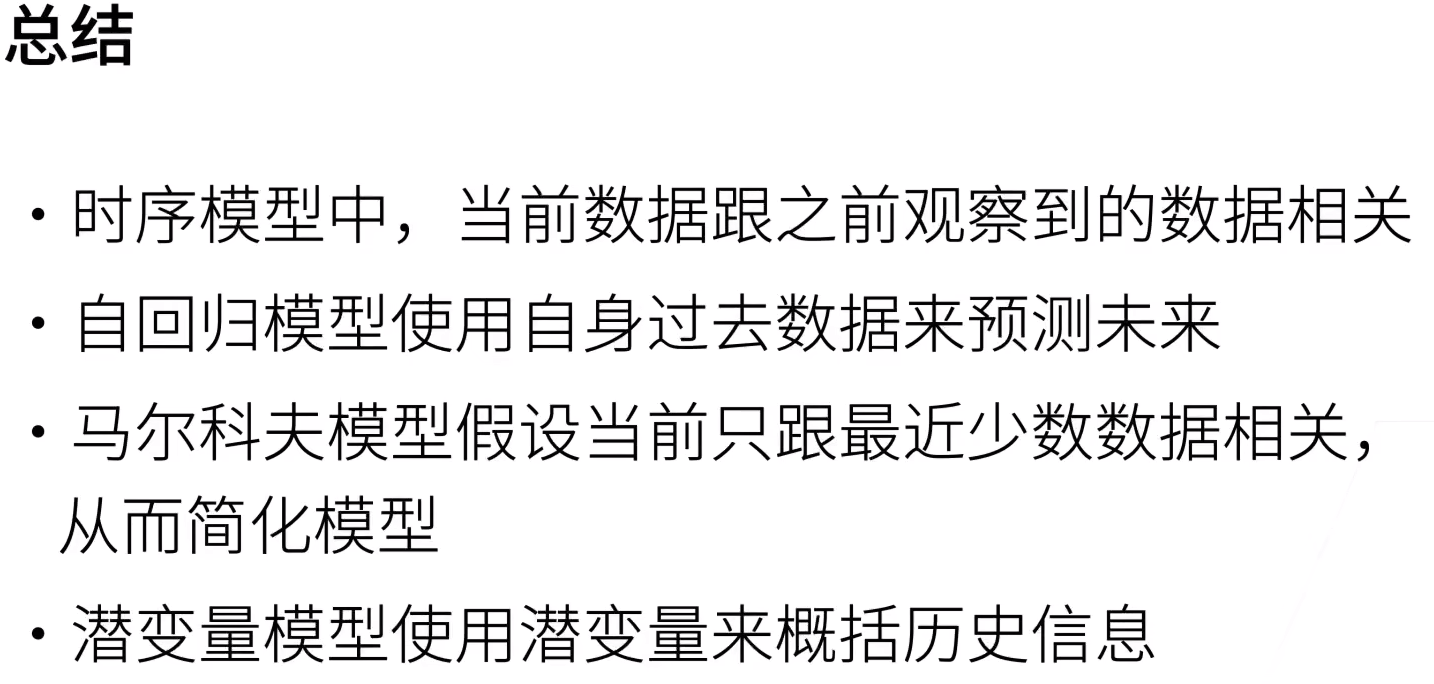 总结
• 时序模型中，当前数据跟之前观察到的数据相关
• 自回归模型使用自身过去数据来预测未来
• 马尔科夫模型假设当前只跟最近少数数据相关，
从而简化模型
• 潜变量模型使用潜变量来概括历史信息